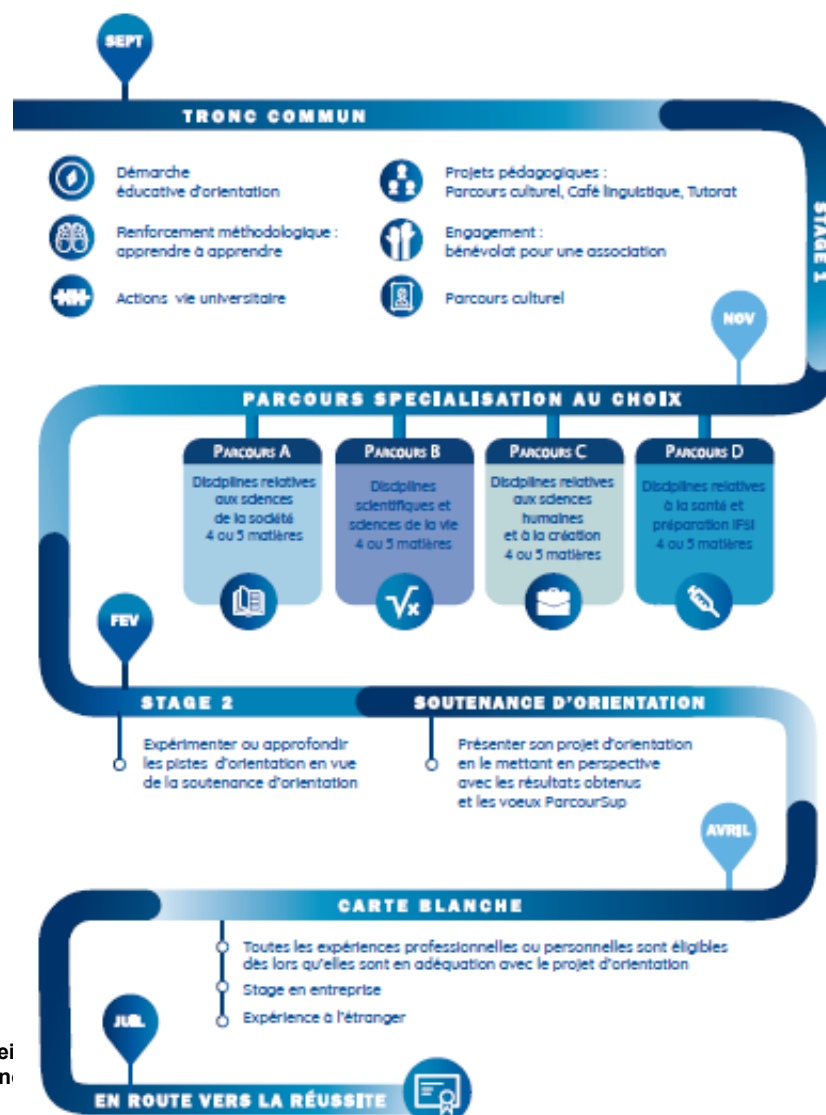 SEPT
TRONC COMMUN
Démarche
éducative d'orientation
Renforcement méthodologique :
apprendre à apprendre
Actions vie universitaire
Projets pédagogiques :
Parcours culturel, Café linguistique, Tutorat
Engagement :
bénévolat pour une association
Parcours culturel
STAGE 1
NOV
PARCOURS SPECIALISATION AU CHOIX
PARCOURS A
Disciplines relatives
aux sciences
de la société
4 ou 5 matières
PARCOURS B
Disciplines
scientifiques et
sciences de la vie
4 ou 5 matières
PARCOURS C
Disciplines relatives
aux sciences
humaines
et à la création
4 ou 5 matières
PARCOURS D
Disciplines relatives
à la santé et
préparation IFSI
4 ou 5 matières
FEV
STAGE 2
Expérimenter ou approfondir
les pistes d'orientation en vue
de la soutenance d'orientation
SOUTENANCE D'ORIENTATION
Présenter son projet d'orientation
en le mettant en perspective
avec les résultats obtenus
et les voeux ParcourSup
AVRIL
CARTE BLANCHE
Toutes les expériences professionnelles ou personnelles sont éligibles
dès lors qu'elles sont en adéquation avec le projet d'orientation
Stage en entreprise
Expérience à l'étranger
JUIL
EN ROUTE VERS LA RÉUSSITE